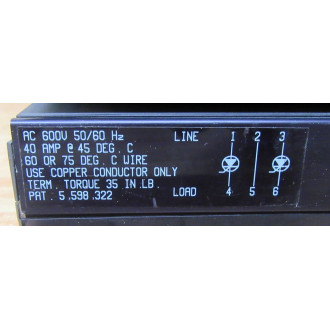 AC 600V 50/60 Hz LINE 1 2 3
40 AMP @ 45 DEG. C
60 OR 75 DEG. C WIRE
USE COPPER CONDUCTOR ONLY
TERM. TORQUE 35 IN.LB. LOAD 4 5 6
PAT. 5,598,322